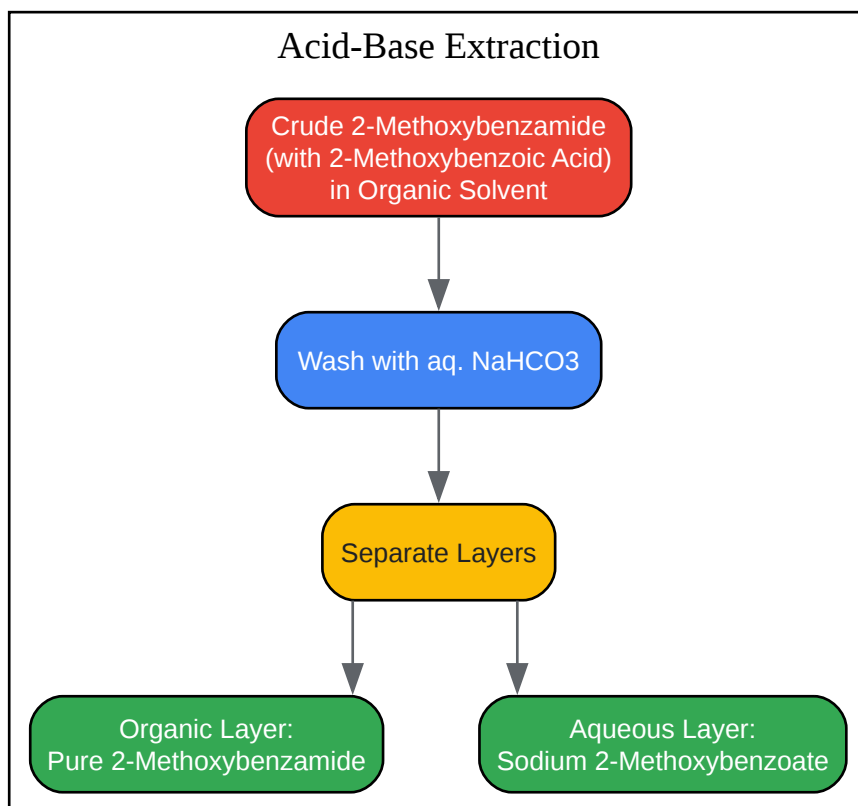 Acid-Base Extraction
Crude 2-Methoxybenzamide
(with 2-Methoxybenzoic Acid)
in Organic Solvent
Wash with aq. NaHCO3
Separate Layers
Organic Layer:
Pure 2-Methoxybenzamide
Aqueous Layer:
Sodium 2-Methoxybenzoate